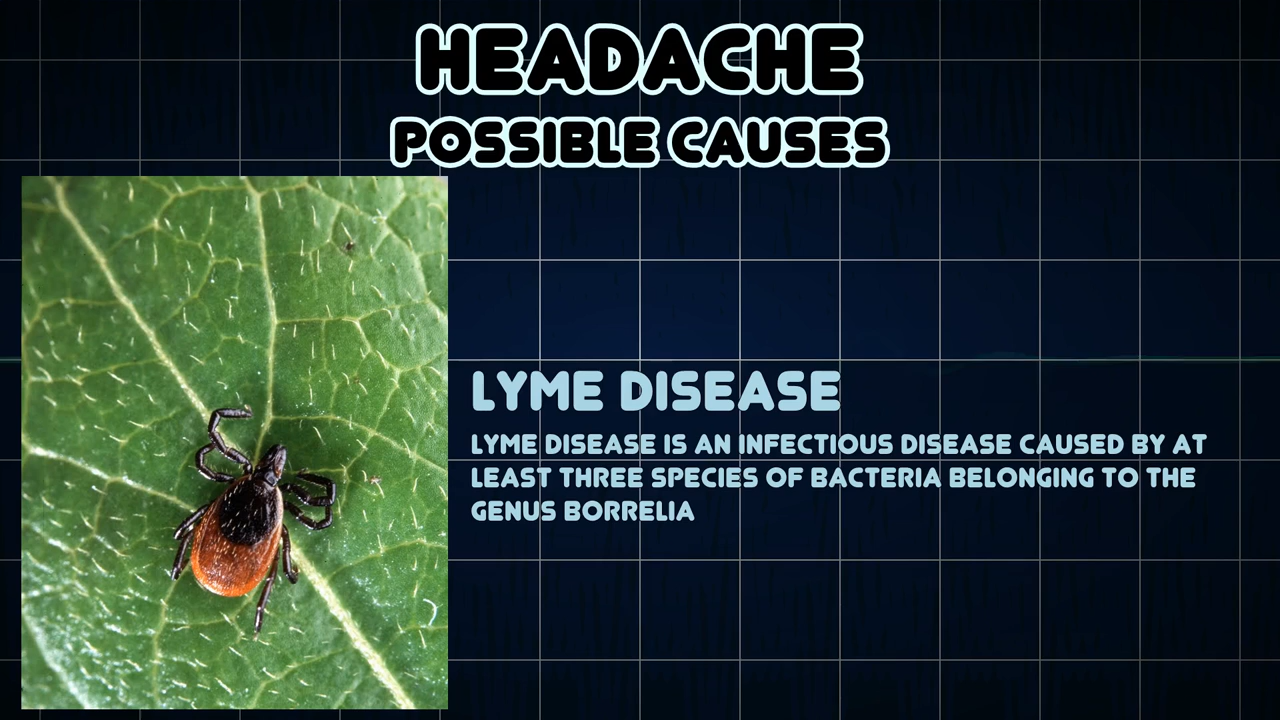 HEADACHE
POSSIBLE CAUSES
LYME DISEASE
LYME DISEASE IS AN INFECTIOUS DISEASE CAUSED BY AT
LEAST THREE SPECIES OF BACTERIA BELONGING TO THE
GENUS BORRELIA